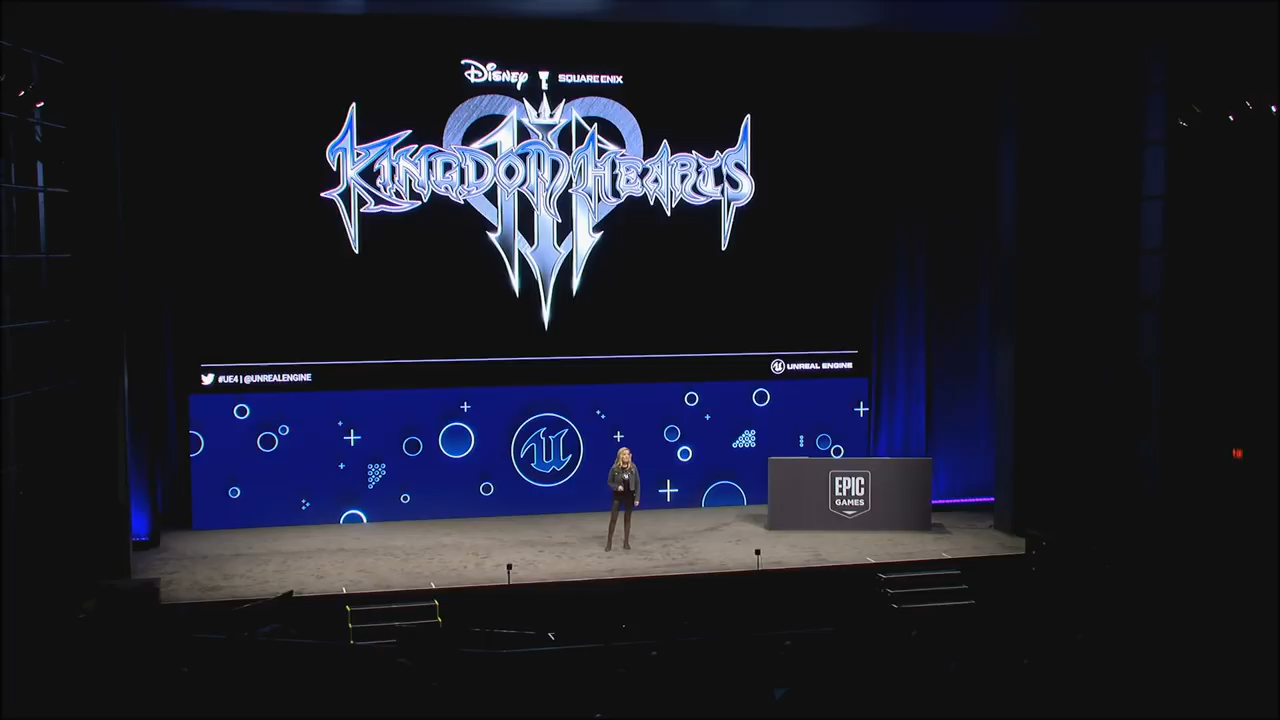 Disney SQUARE ENIX
KINGDOM HEARTS
III
#UE4 | @UNREALENGINE
UNREAL ENGINE
EPIC
GAMES